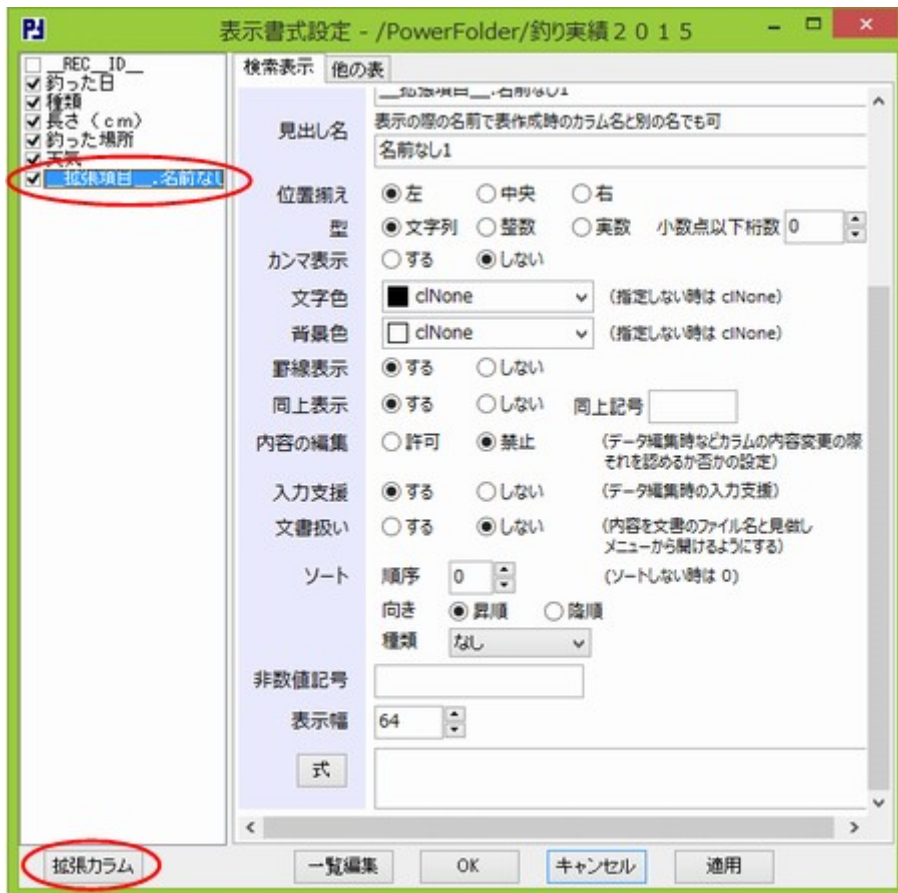 表示書式設定 - /PowerFolder/釣り実績２０１５
__REC_ID__
釣った日
種類
長さ（cm）
釣った場所
天気
__拡張項目__.名前なし
検索表示 他の表
__拡張項目__.名前なし1
見出し名 表示の際の名前で表作成時のカラム名と別の名でも可
名前なし1
位置揃え 左 中央 右
型 文字列 整数 実数 小数点以下桁数 0
カンマ表示 する しない
文字色 clNone (指定しない時は clNone)
背景色 clNone (指定しない時は clNone)
罫線表示 する しない
同上表示 する しない 同上記号
内容の編集 許可 禁止 (データ編集時などカラムの内容変更の際
それを認めるか否かの設定)
入力支援 する しない (データ編集時の入力支援)
文書扱い する しない (内容を文書のファイル名と見做し
メニューから開けるようにする)
ソート 順序 0 (ソートしない時は 0)
向き 昇順 降順
種類 なし
非数値記号
表示幅 64
式
拡張カラム 一覧編集 OK キャンセル 適用